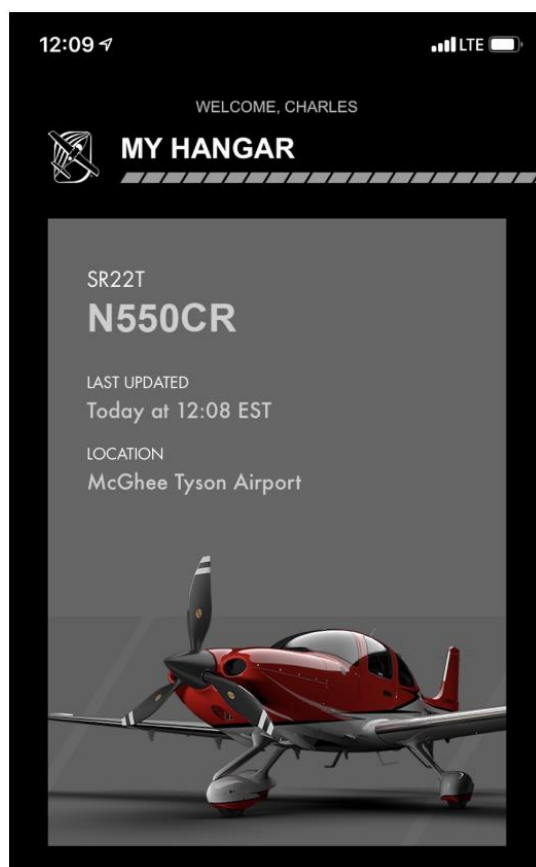 12:09
LTE
WELCOME, CHARLES
MY HANGAR
SR22T
N550CR
LAST UPDATED
Today at 12:08 EST
LOCATION
McGhee Tyson Airport